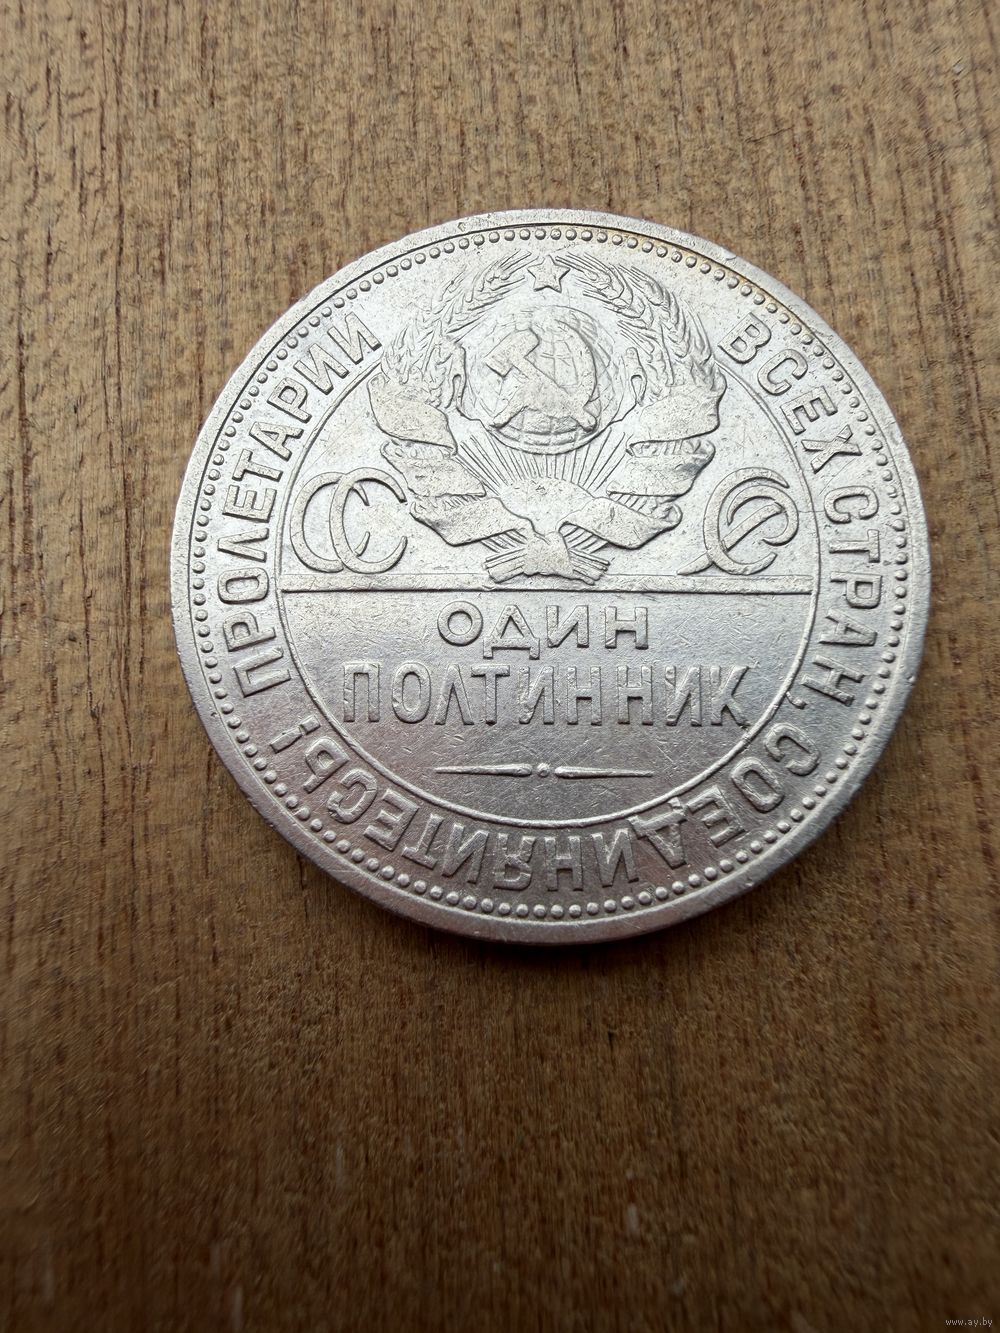 ПРОЛЕТАРИИ ВСЕХ СТРАН, СОЕДИНЯЙТЕСЬ!
СС СР
ОДИН
ПОЛТИННИК
www.ay.by